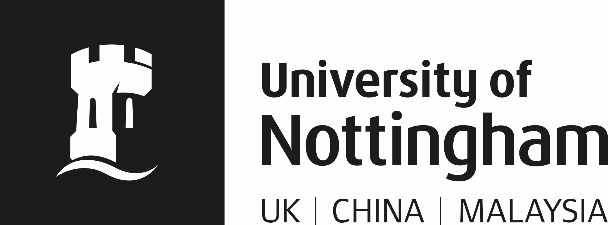 University of
Nottingham
UK | CHINA | MALAYSIA